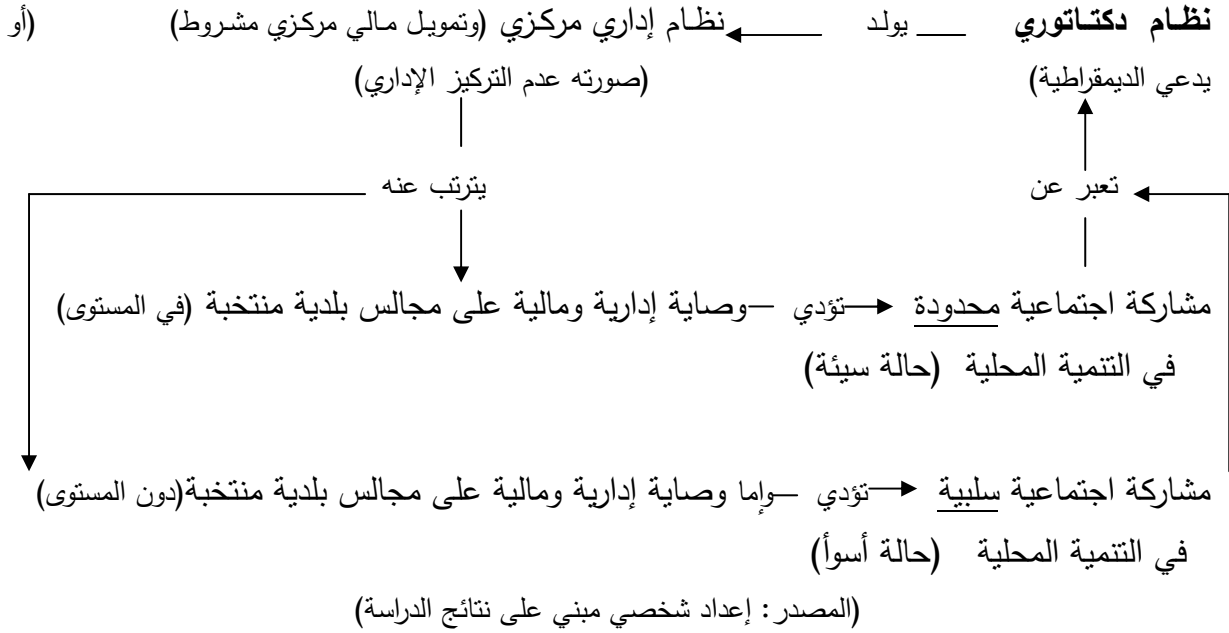 نظام دكتاتوري يولد نظام إداري مركزي (وتمويل مالي مركزي مشروط) (أو
يدعي الديمقراطية) (صورته عدم التركيز الإداري)
تعبر عن يترتب عنه
مشاركة اجتماعية محدودة تؤدي وصاية إدارية ومالية على مجالس بلدية منتخبة (في المستوى)
في التنمية المحلية (حالة سيئة)
مشاركة اجتماعية سلبية تؤدي وإما وصاية إدارية ومالية على مجالس بلدية منتخبة(دون المستوى)
في التنمية المحلية (حالة أسوأ)
(المصدر: إعداد شخصي مبني على نتائج الدراسة)